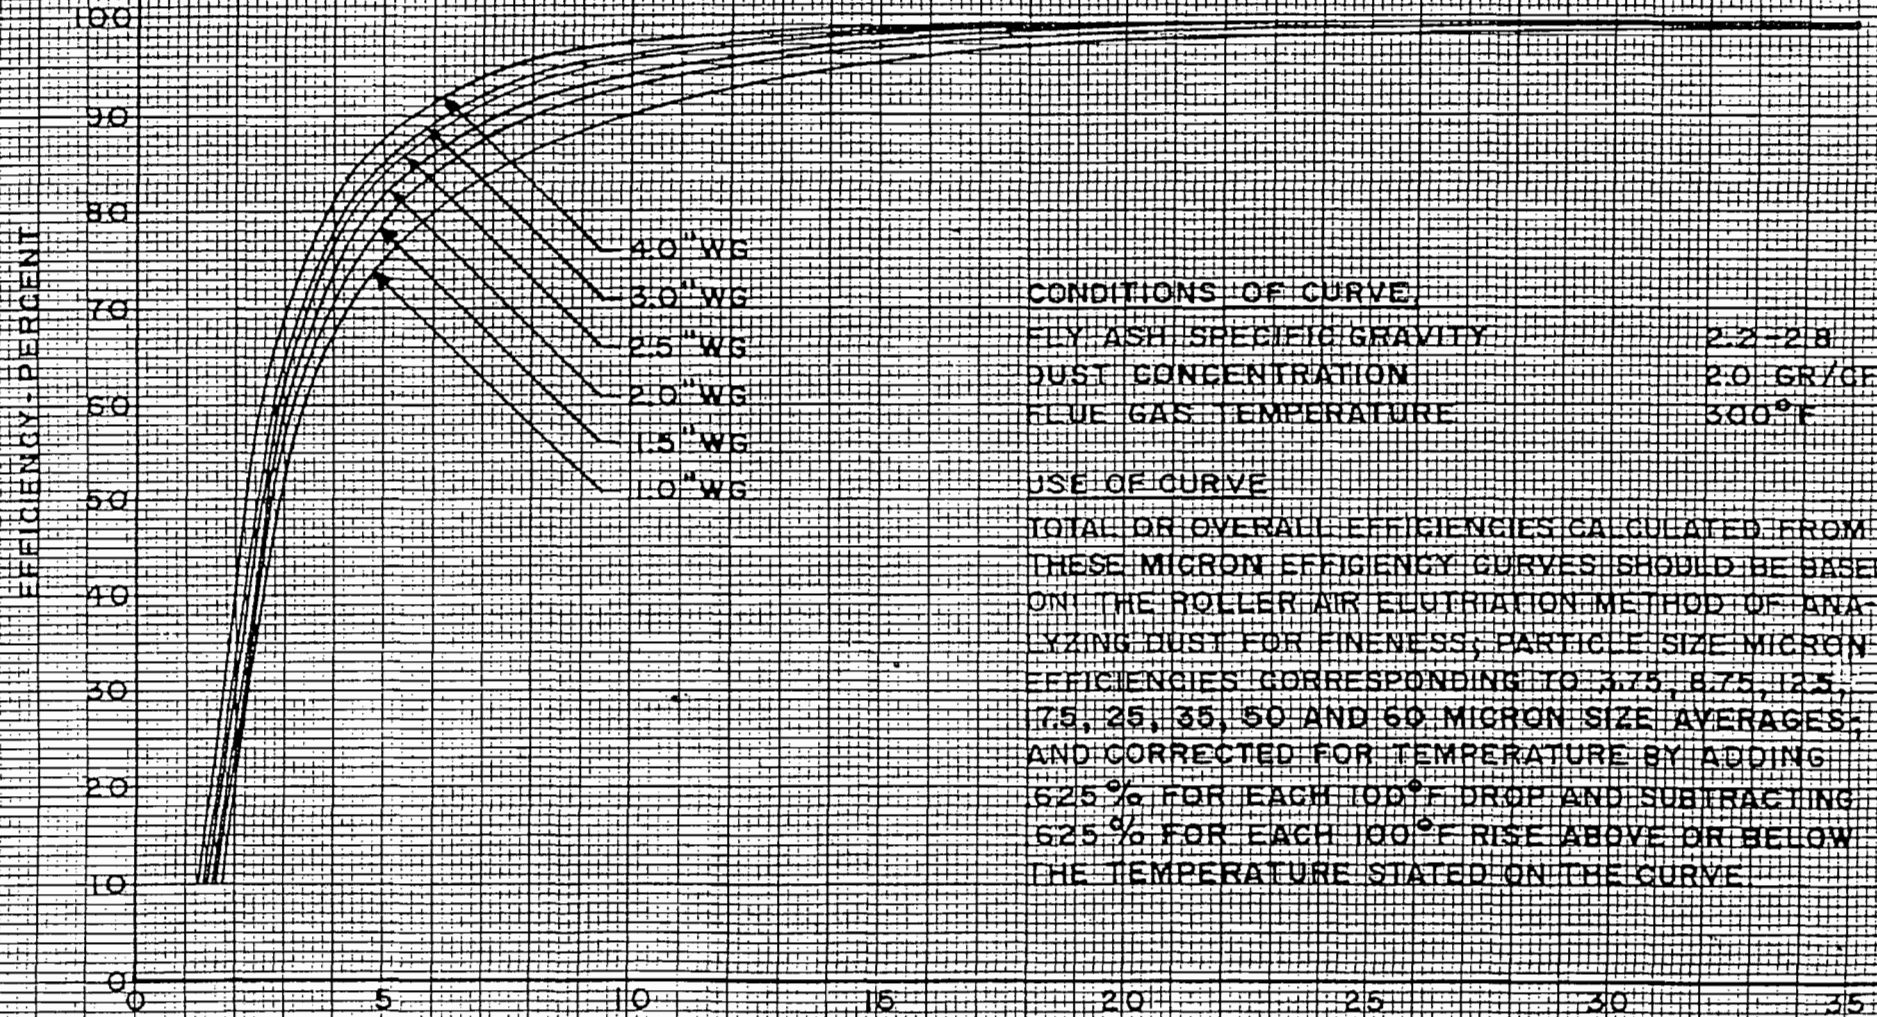 100
90
80
70
60
50
40
30
20
10
0
EFFICIENCY-PERCENT
4.0" WG
3.0" WG
2.5" WG
2.0" WG
1.5" WG
1.0" WG
CONDITIONS OF CURVE.
FLY ASH SPECIFIC GRAVITY 2.2-2.8
DUST CONCENTRATION 2.0 GR/CF
FLUE GAS TEMPERATURE 300°F
USE OF CURVE
TOTAL OR OVERALL EFFICIENCIES CALCULATED FROM
THESE MICRON EFFICIENCY CURVES SHOULD BE BASE
ON THE ROLLER AIR ELUTRIATION METHOD OF ANA-
LYZING DUST FOR FINENESS; PARTICLE SIZE MICRON
EFFICIENCIES CORRESPONDING TO 3.75, 8.75, 12.5,
7.5, 25, 35, 50 AND 60 MICRON SIZE AVERAGES;
AND CORRECTED FOR TEMPERATURE BY ADDING
.625 % FOR EACH 100°F DROP AND SUBTRACTING
.625 % FOR EACH 100°F RISE ABOVE OR BELOW
THE TEMPERATURE STATED ON THE CURVE.
0 5 10 15 20 25 30 35